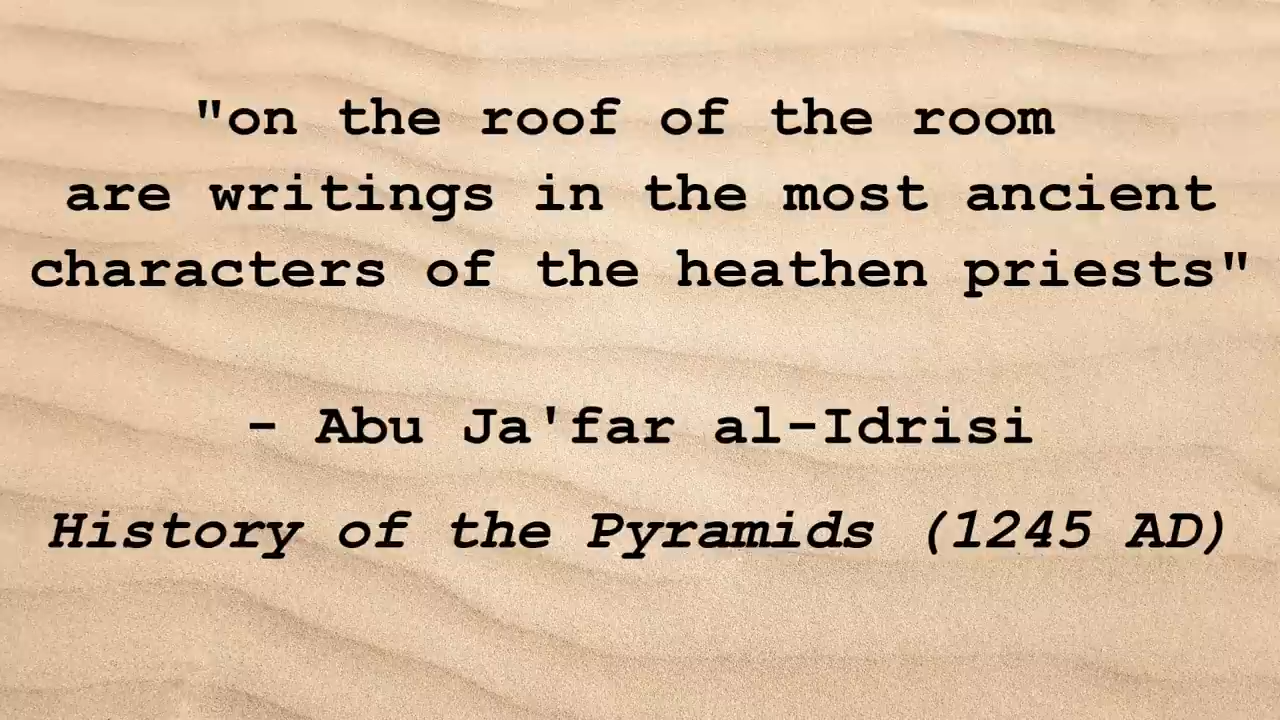 "on the roof of the room
are writings in the most ancient
characters of the heathen priests"
- Abu Ja'far al-Idrisi
History of the Pyramids (1245 AD)